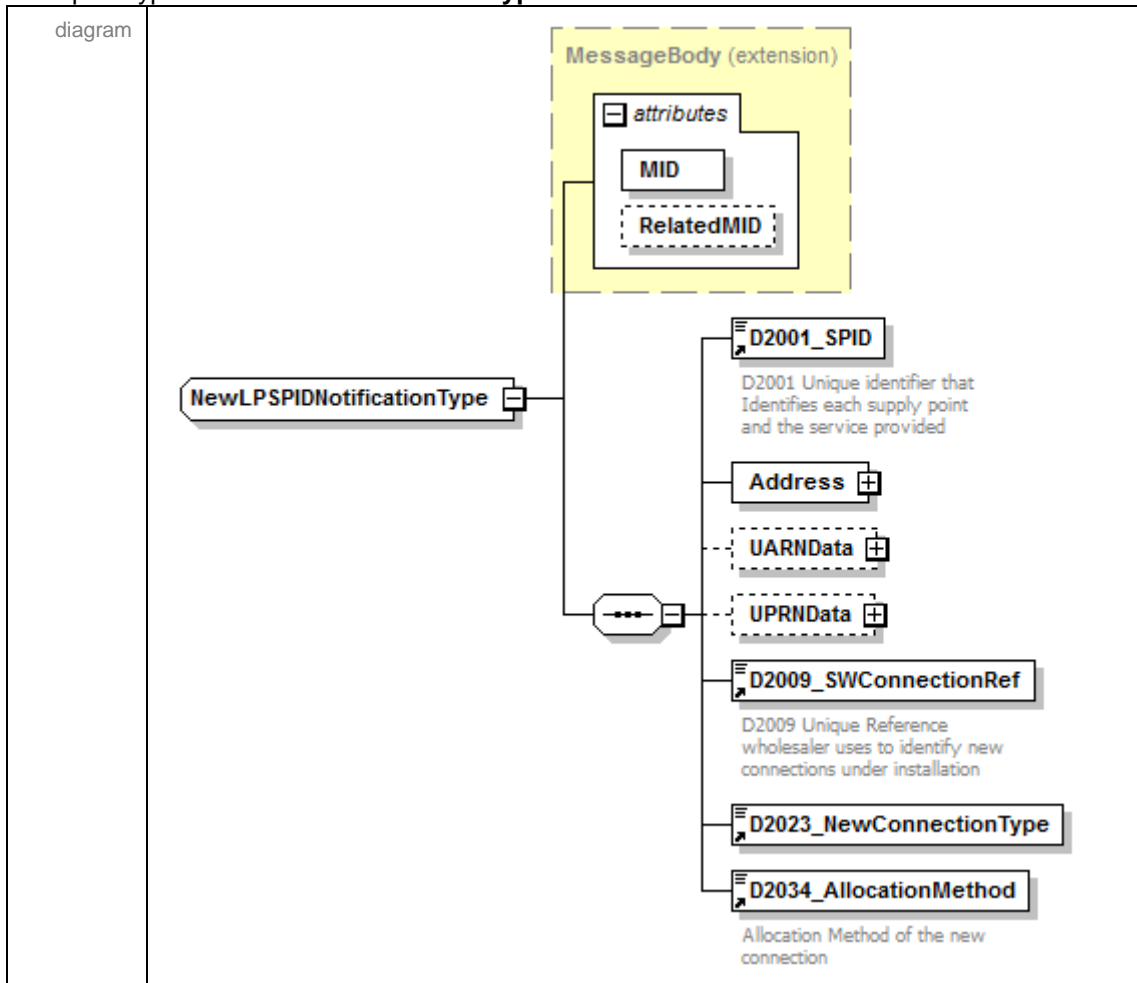 diagram
MessageBody (extension)
attributes
MID
RelatedMID
NewLPSPIDNotificationType
D2001_SPID
D2001 Unique identifier that
Identifies each supply point
and the service provided
Address
UARNData
UPRNData
D2009_SWConnectionRef
D2009 Unique Reference
wholesaler uses to identify new
connections under installation
D2023_NewConnectionType
D2034_AllocationMethod
Allocation Method of the new
connection